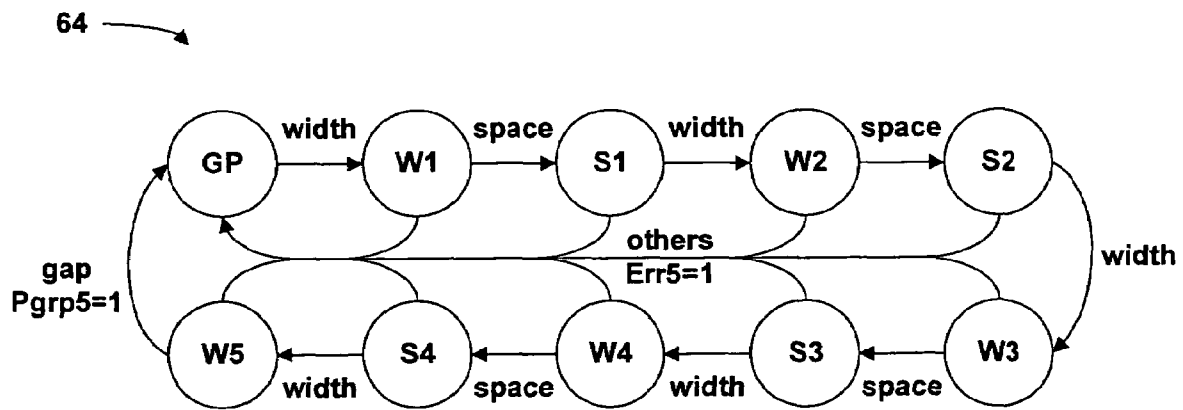 64
width
space
width
space
GP
W1
S1
W2
S2
others
Err5=1
gap
Pgrp5=1
width
W5
S4
W4
S3
W3
width
space
width
space